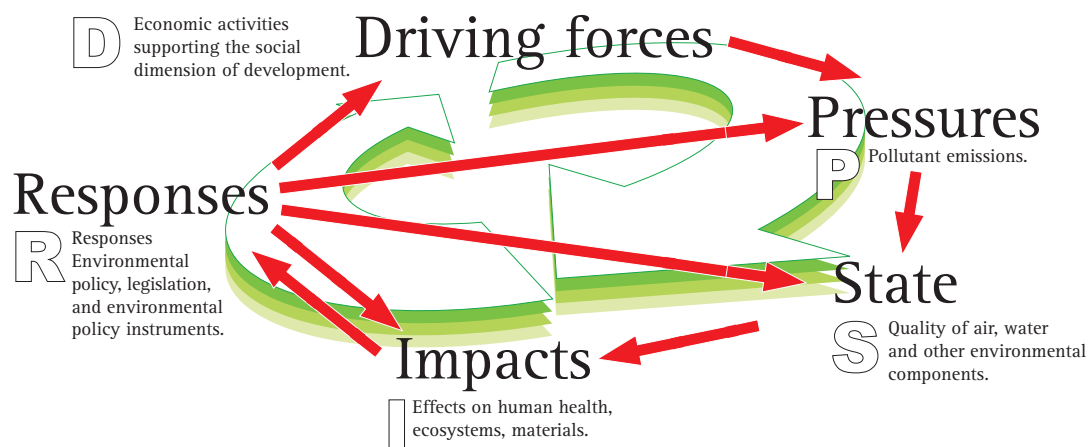 Driving forces
D
Economic activities
supporting the social
dimension of development.
Pressures
P
Pollutant emissions.
Responses
R
Responses
Environmental
policy, legislation,
and environmental
policy instruments.
State
S
Quality of air, water
and other environmental
components.
Impacts
I
Effects on human health,
ecosystems, materials.